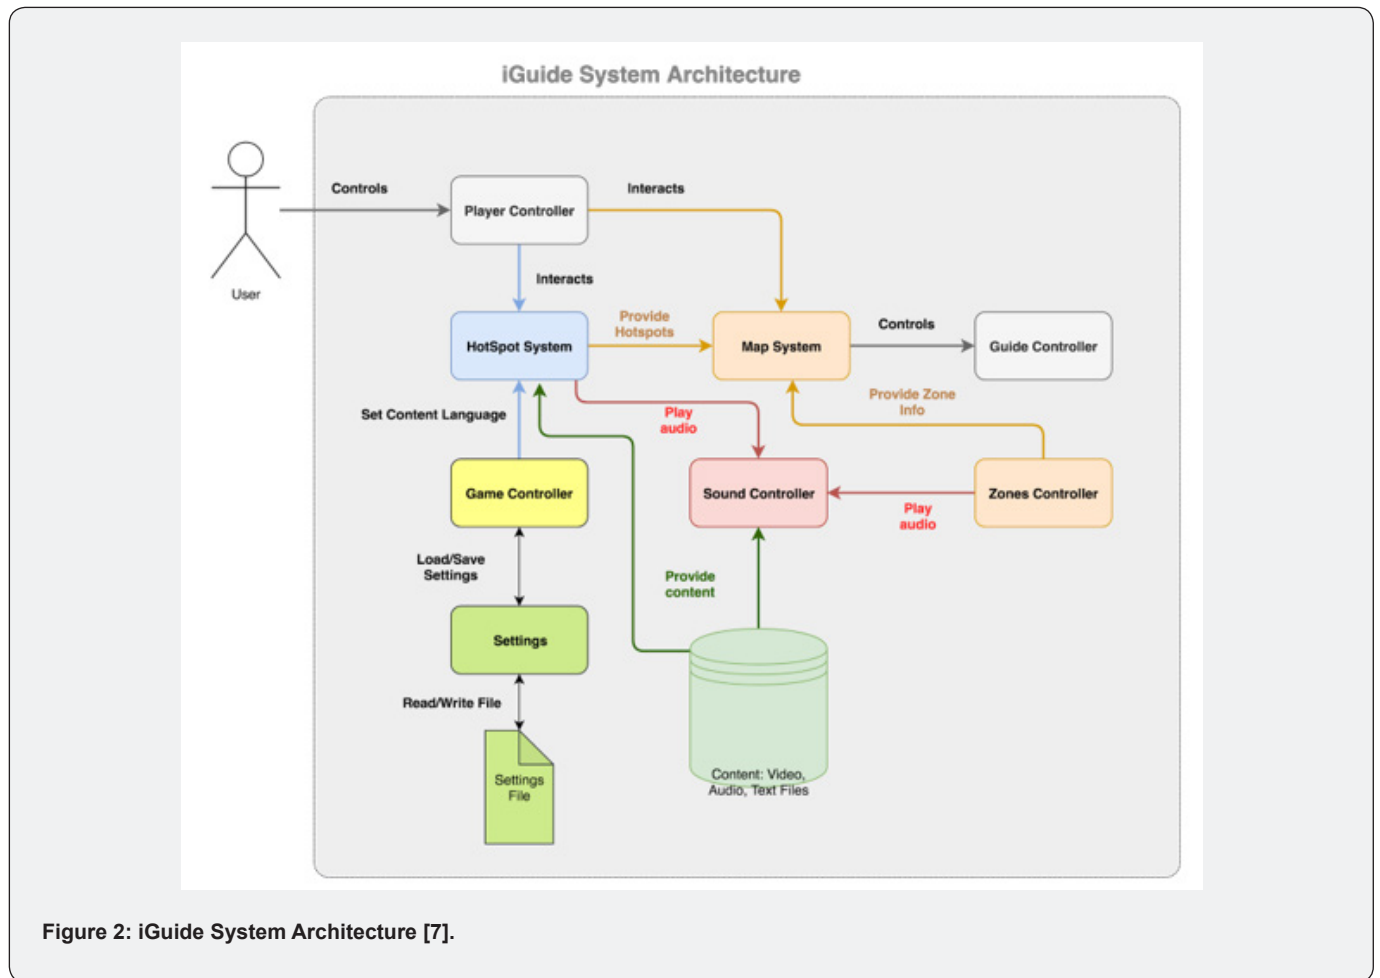 iGuide System Architecture
Controls
Player Controller
Interacts
Interacts
User
HotSpot System
Provide
Hotspots
Map System
Controls
Guide Controller
Set Content Language
Play
audio
Provide Zone
Info
Game Controller
Sound Controller
Play
audio
Zones Controller
Load/Save
Settings
Provide
content
Settings
Read/Write File
Settings
File
Content: Video,
Audio, Text Files
Figure 2: iGuide System Architecture [7].